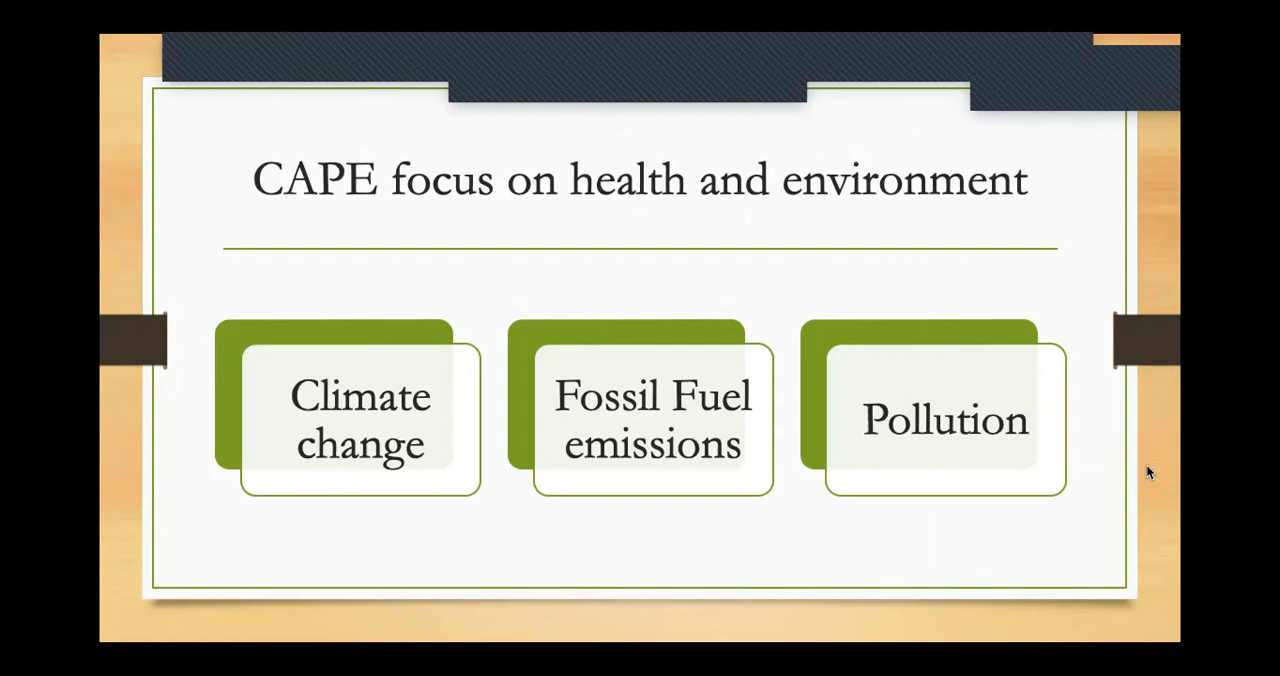 CAPE focus on health and environment
Climate
change
Fossil Fuel
emissions
Pollution